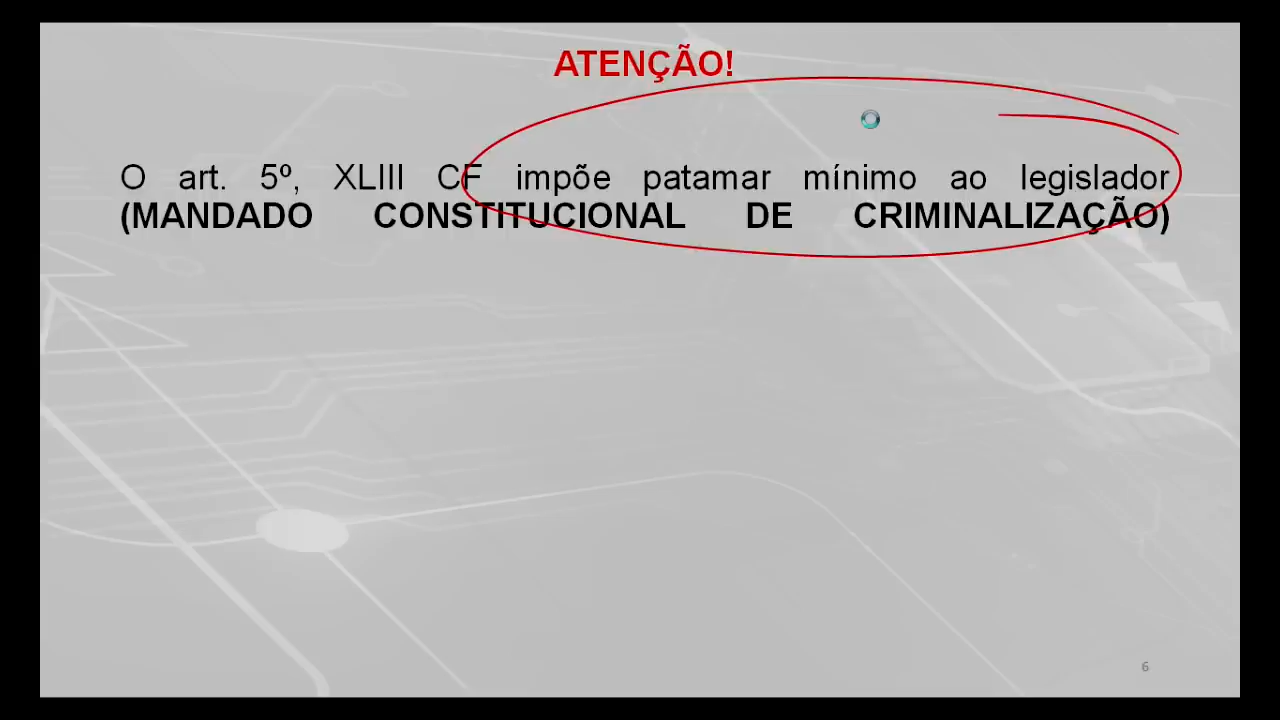 ATENÇÃO!
O art. 5º, XLIII CF impõe patamar mínimo ao legislador
(MANDADO CONSTITUCIONAL DE CRIMINALIZAÇÃO)
6